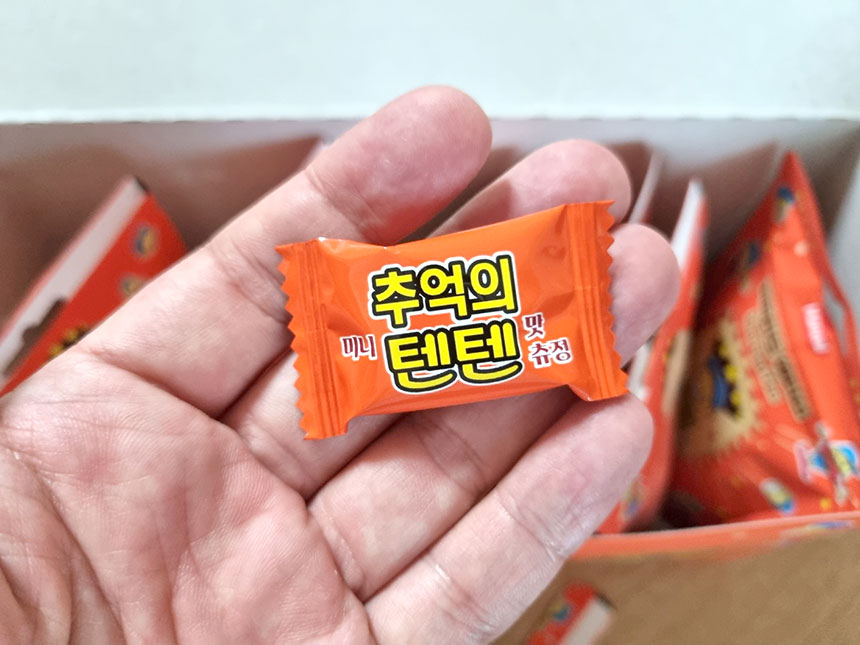 추억의
미니 텐텐 맛
츄정